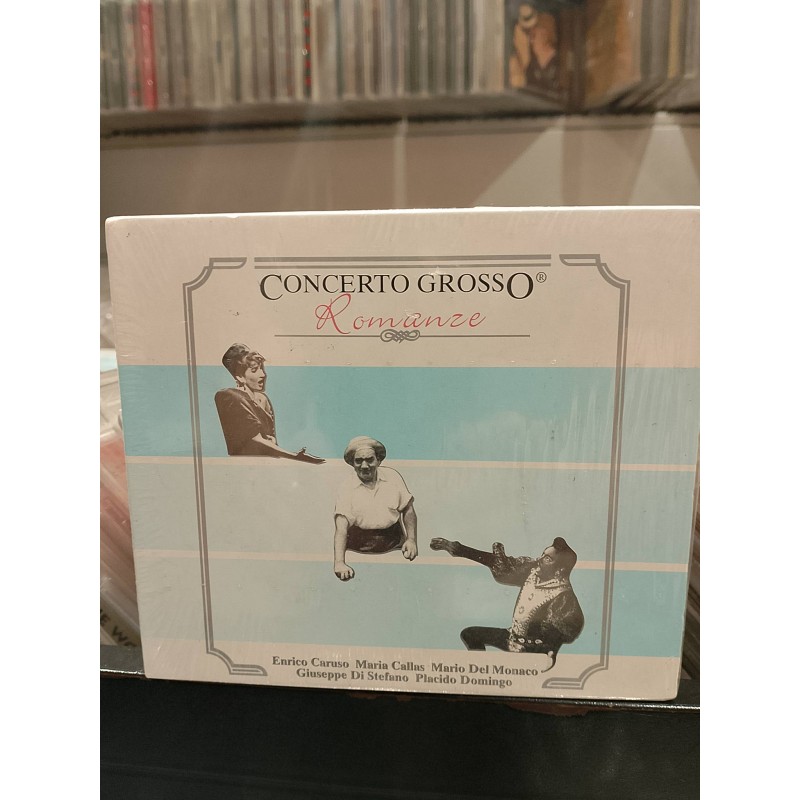 CONCERTO GROSSO®
Romanze
Enrico Caruso Maria Callas Mario Del Monaco
Giuseppe Di Stefano Placido Domingo